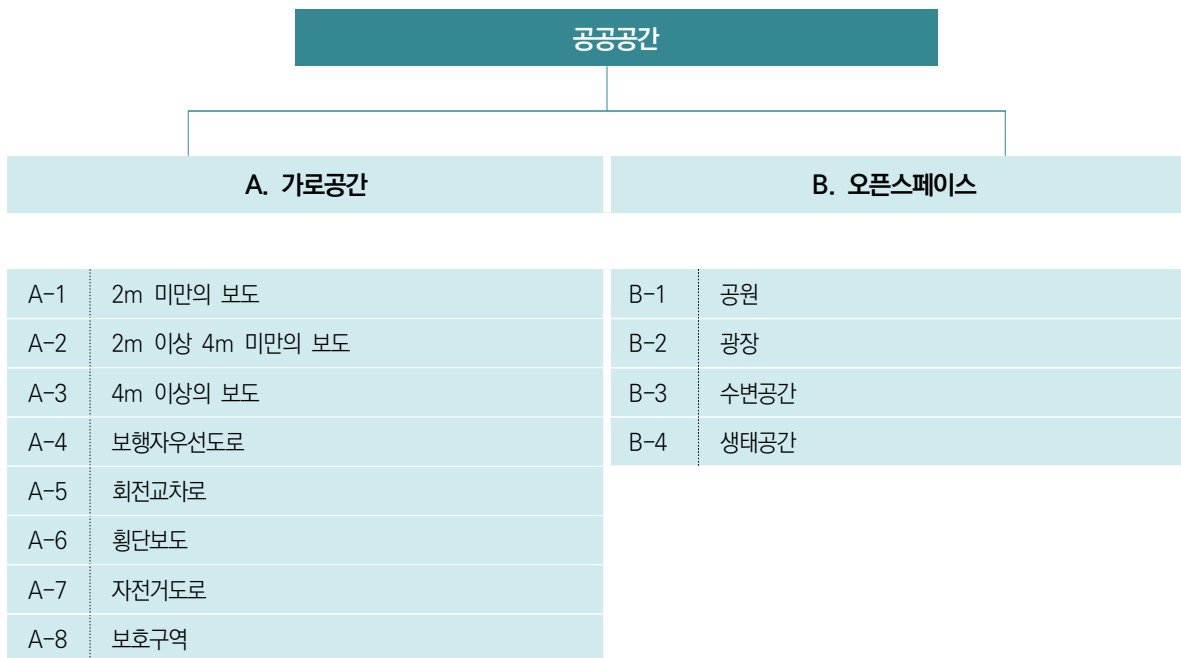 공공공간
A. 가로공간
B. 오픈스페이스
A-1 2m 미만의 보도
A-2 2m 이상 4m 미만의 보도
A-3 4m 이상의 보도
A-4 보행자우선도로
A-5 회전교차로
A-6 횡단보도
A-7 자전거도로
A-8 보호구역
B-1 공원
B-2 광장
B-3 수변공간
B-4 생태공간